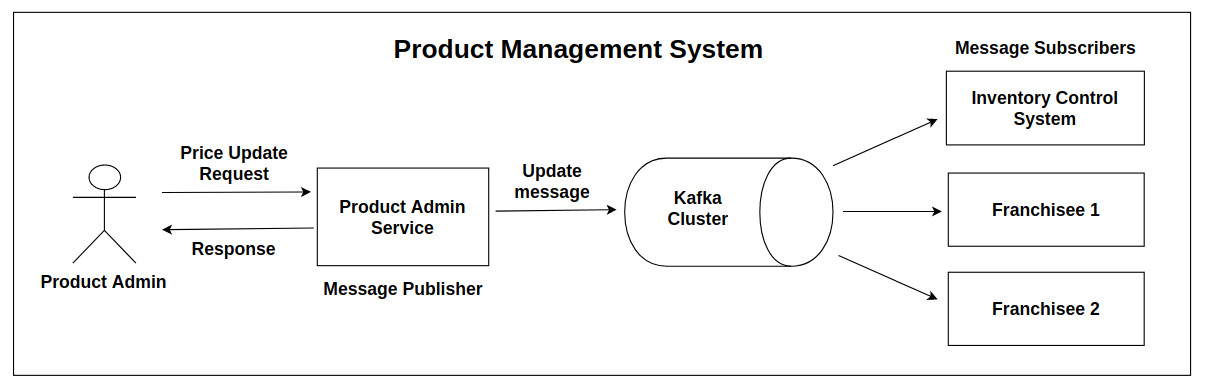 Product Management System
Message Subscribers
Price Update
Request
Response
Product Admin
Product Admin
Service
Message Publisher
Update
message
Kafka
Cluster
Inventory Control
System
Franchisee 1
Franchisee 2